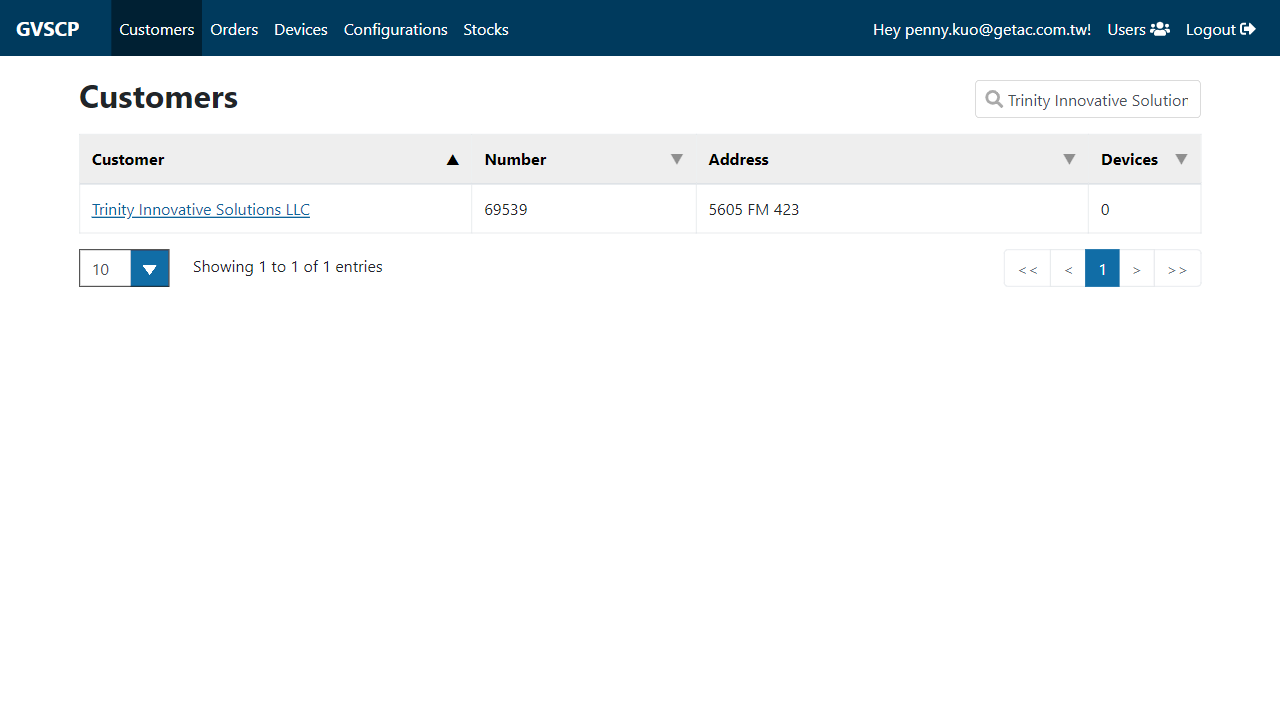 GVSCP Customers Orders Devices Configurations Stocks Hey penny.kuo@getac.com.tw! Users Logout
Customers
Trinity Innovative Solution
Customer Number Address Devices
Trinity Innovative Solutions LLC 69539 5605 FM 423 0
10 Showing 1 to 1 of 1 entries << < 1 > >>